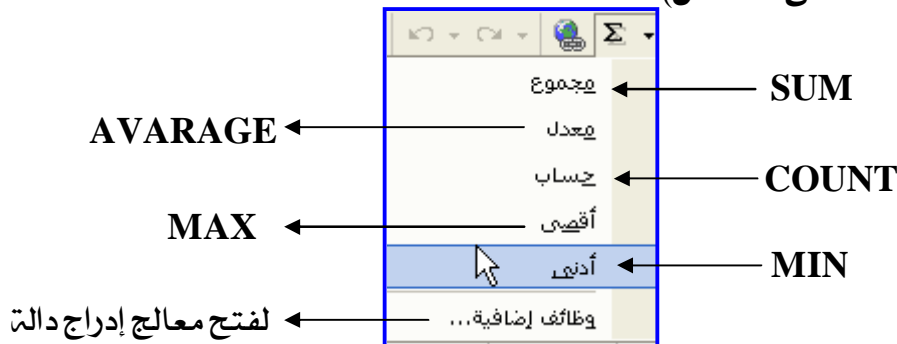 Σ
مجموع
SUM
معدل
AVARAGE
حساب
COUNT
أقصى
MAX
أدنى
MIN
وظائف إضافية...
لفتح معالج إدراج دالة